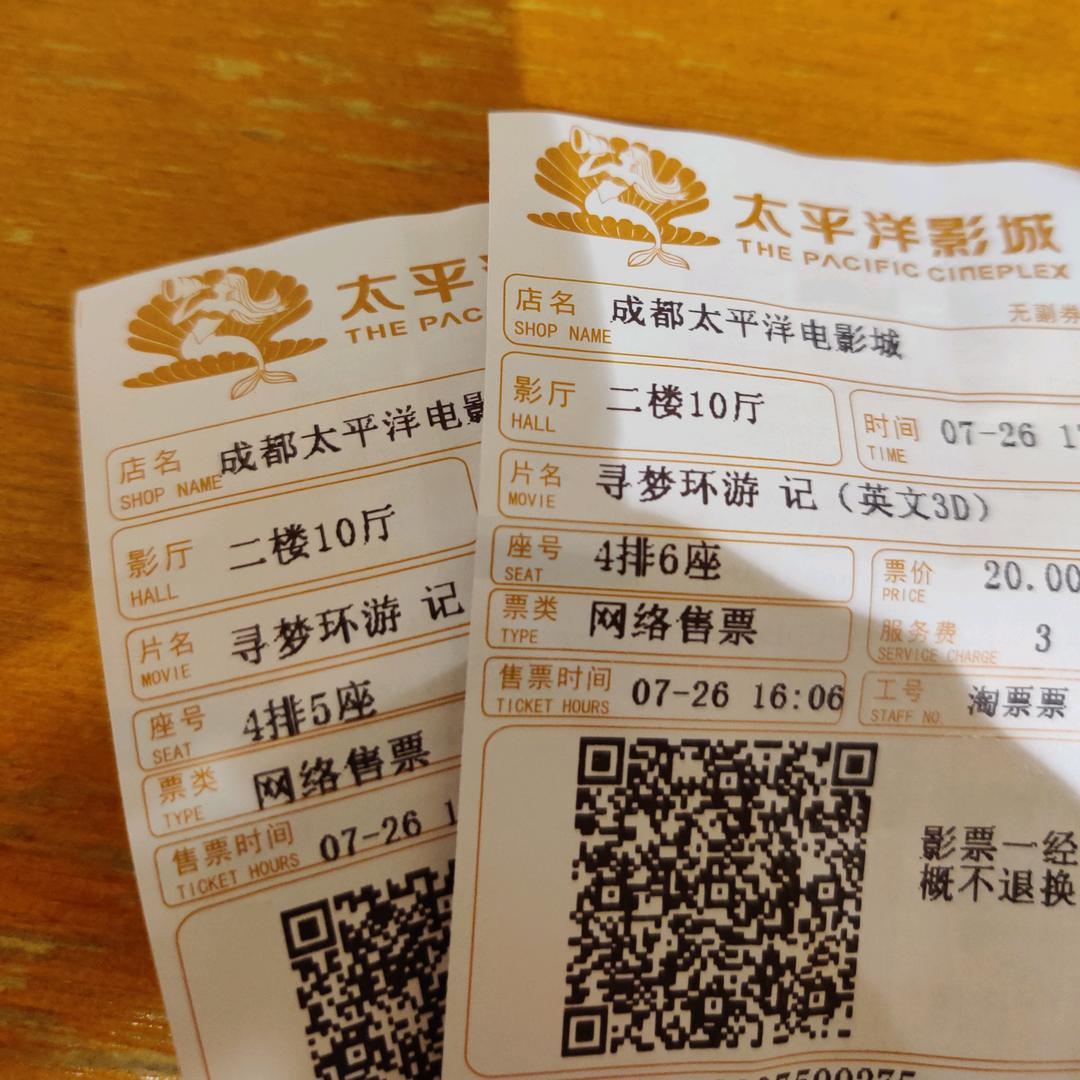 太平
THE PAC
店名 成都太平洋电影
SHOP NAME
影厅 二楼10厅
HALL
片名 寻梦环游 记
MOVIE
座号 4排5座
SEAT
票类 网络售票
TYPE
售票时间 07-26 1
TICKET HOURS
太平洋影城
THE PACIFIC CINEPLEX
无副券
店名 成都太平洋电影城
SHOP NAME
影厅 二楼10厅
HALL
时间 07-26 1
TIME
片名 寻梦环游 记（英文3D）
MOVIE
座号 4排6座
SEAT
票价 20.00
PRICE
票类 网络售票
TYPE
服务费 3
SERVICE CHARGE
售票时间 07-26 16:06
TICKET HOURS
工号 淘票票
STAFF NO.
影票一经
概不退换